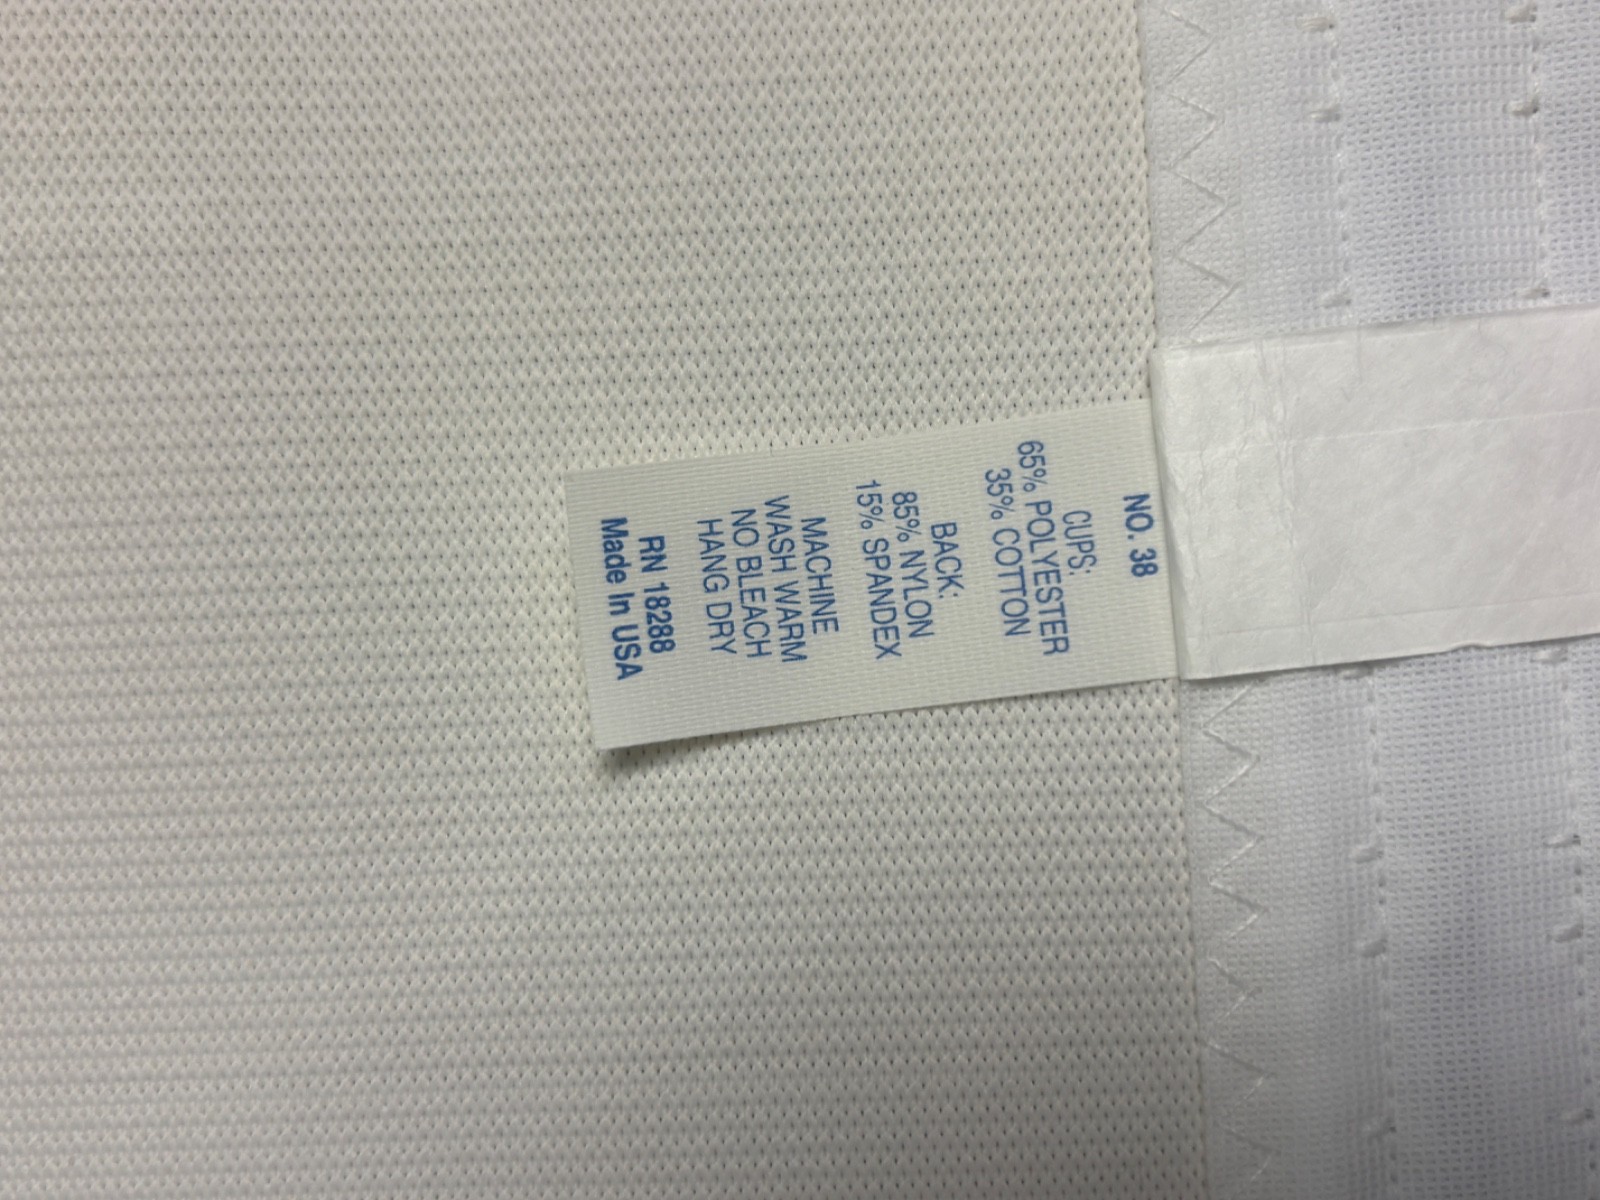 NO. 38
CUPS:
65% POLYESTER
35% COTTON
BACK:
85% NYLON
15% SPANDEX
MACHINE
WASH WARM
NO BLEACH
HANG DRY
RN 18288
Made In USA